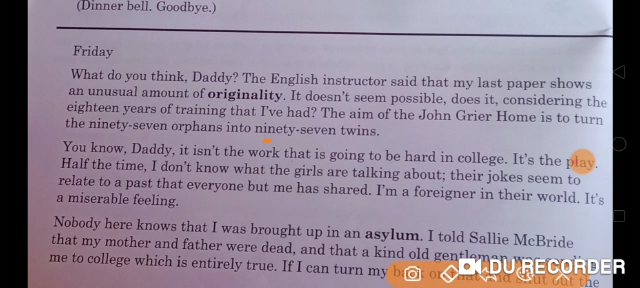 (Dinner bell. Goodbye.)
Friday
What do you think, Daddy? The English instructor said that my last paper shows
an unusual amount of originality. It doesn't seem possible, does it, considering the
eighteen years of training that I've had? The aim of the John Grier Home is to turn
the ninety-seven orphans into ninety-seven twins.
You know, Daddy, it isn't the work that is going to be hard in college. It's the play.
Half the time, I don't know what the girls are talking about; their jokes seem to
relate to a past that everyone but me has shared. I'm a foreigner in their world. It's
a miserable feeling.
Nobody here knows that I was brought up in an asylum. I told Sallie McBride
that my mother and father were dead, and that a kind old gentleman
me to college which is entirely true. If I can turn my the
DU RECORDER